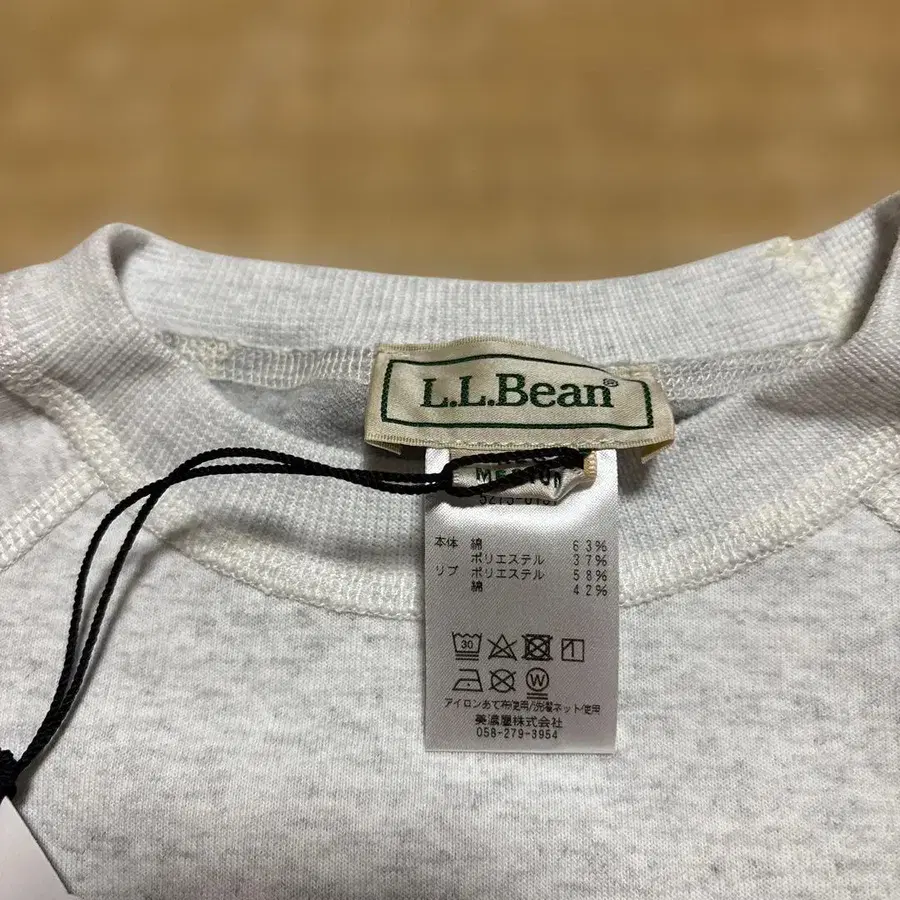 L.L.Bean®
MEDIUM
本体 綿 63%
ポリエステル 37%
リブ ポリエステル 58%
綿 42%
30
1
W
アイロンあて布使用/洗濯ネット使用
美濃屋株式会社
058-279-3954